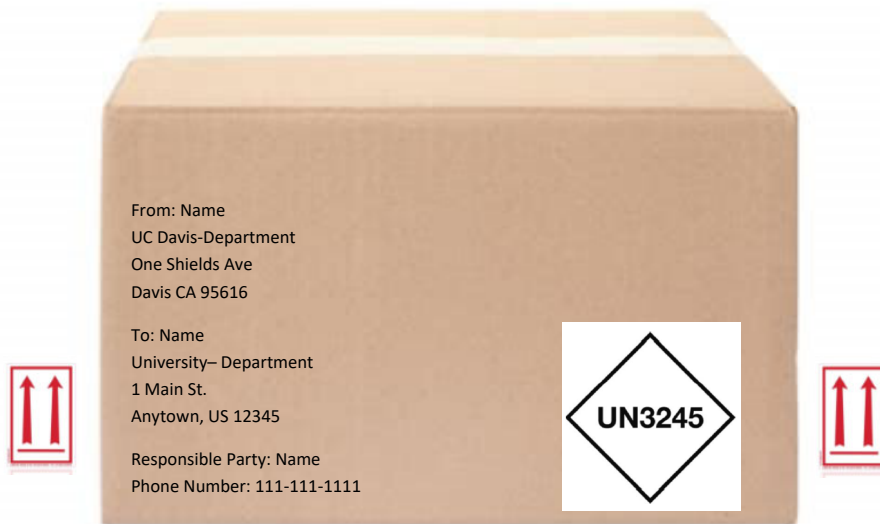 From: Name
UC Davis-Department
One Shields Ave
Davis CA 95616
To: Name
University– Department
1 Main St.
Anytown, US 12345
Responsible Party: Name
Phone Number: 111-111-1111
UN3245